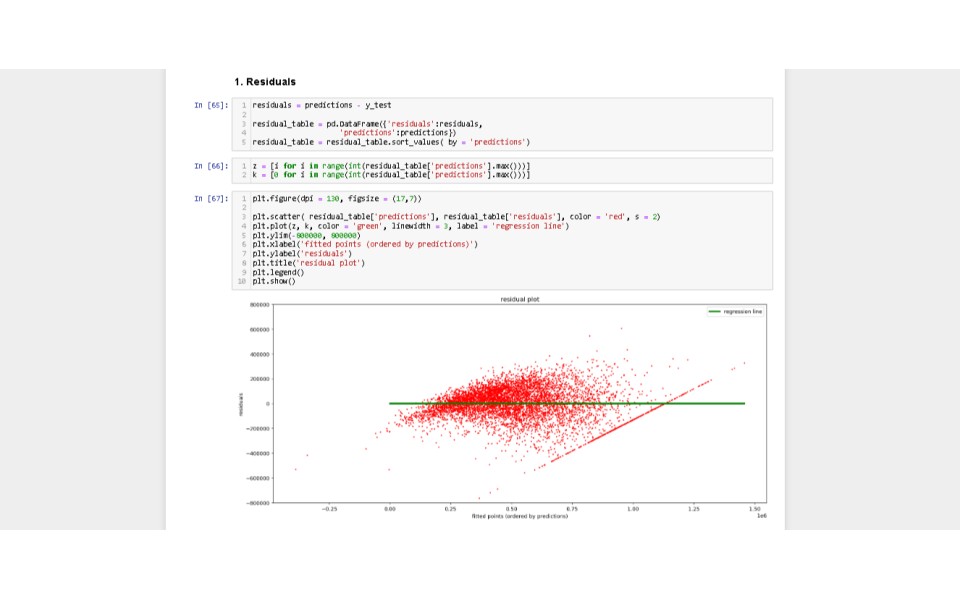 1. Residuals
In [65]:
1 residuals = predictions - y_test
2
3 residual_table = pd.DataFrame({'residuals':residuals,
4 'predictions':predictions})
5 residual_table = residual_table.sort_values( by = 'predictions')
In [66]:
1 z = [i for i in range(int(residual_table['predictions'].max()))]
2 k = [0 for i in range(int(residual_table['predictions'].max()))]
In [67]:
1 plt.figure(dpi = 130, figsize = (17,7))
2
3 plt.scatter( residual_table['predictions'], residual_table['residuals'], color = 'red', s = 2)
4 plt.plot(z, k, color = 'green', linewidth = 3, label = 'regression line')
5 plt.ylim(-800000, 800000)
6 plt.xlabel('fitted points (ordered by predictions)')
7 plt.ylabel('residuals')
8 plt.title('residual plot')
9 plt.legend()
10 plt.show()
residual plot
regression line
800000
600000
400000
200000
0
−200000
−400000
−600000
−800000
residuals
−0.25 0.00 0.25 0.50 0.75 1.00 1.25 1.50
fitted points (ordered by predictions)
1e6